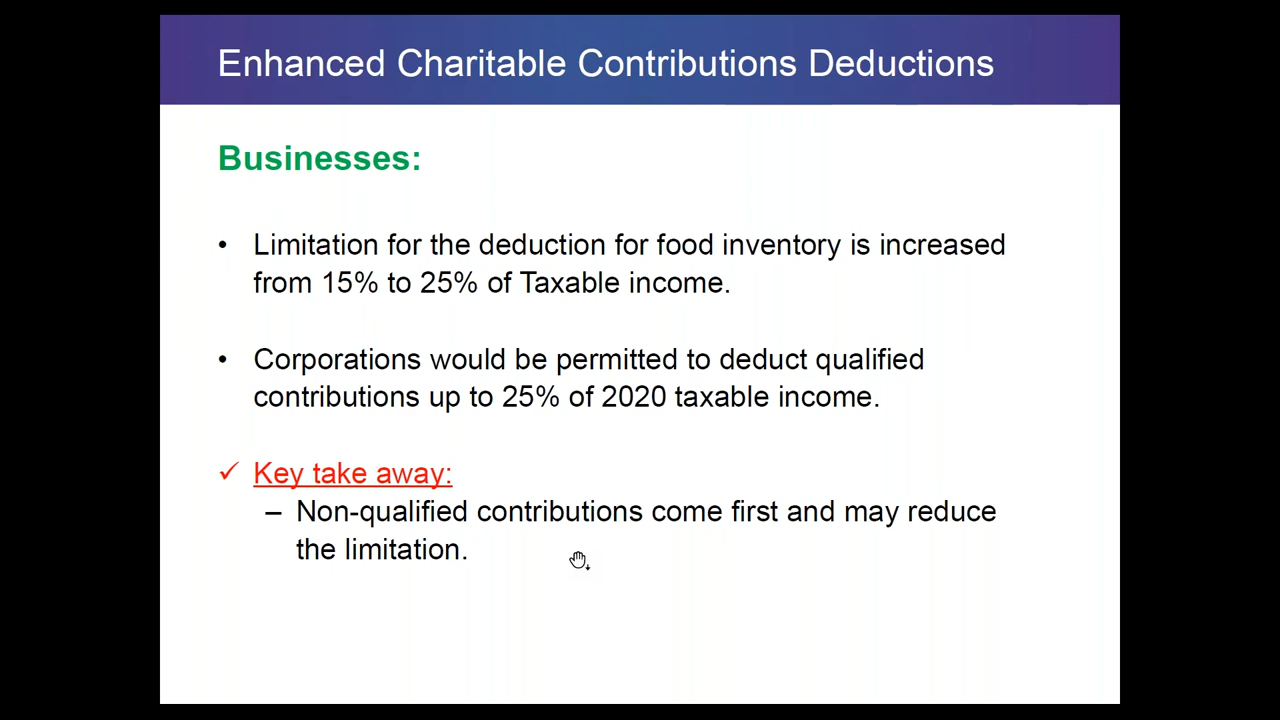 Enhanced Charitable Contributions Deductions
Businesses:
• Limitation for the deduction for food inventory is increased
from 15% to 25% of Taxable income.
• Corporations would be permitted to deduct qualified
contributions up to 25% of 2020 taxable income.
✓ Key take away:
– Non-qualified contributions come first and may reduce
the limitation.